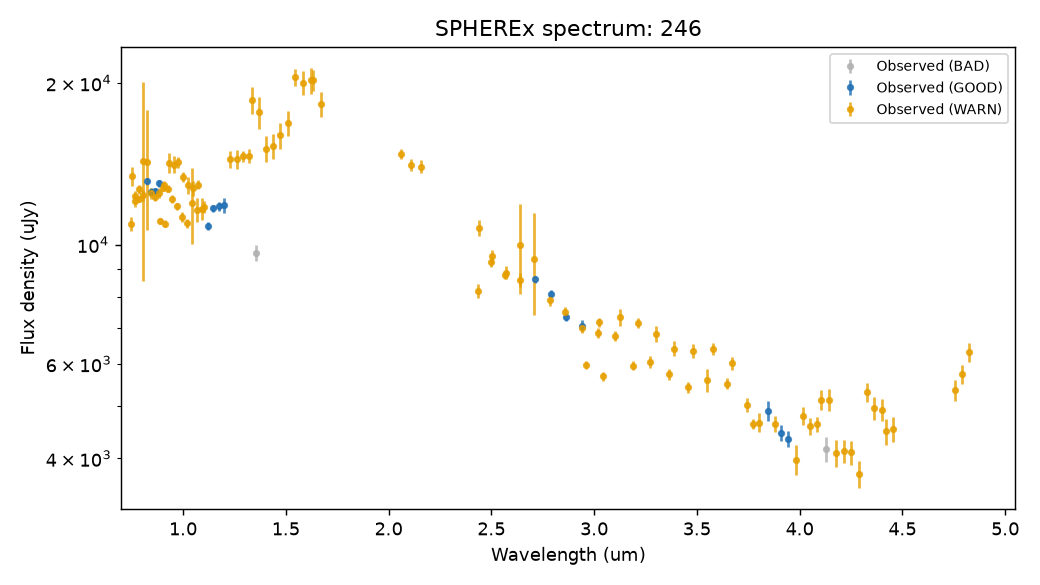 SPHEREx spectrum: 246
Observed (BAD)
Observed (GOOD)
Observed (WARN)
Flux density (uJy)
2 × 10⁴
10⁴
6 × 10³
4 × 10³
1.0 1.5 2.0 2.5 3.0 3.5 4.0 4.5 5.0
Wavelength (um)